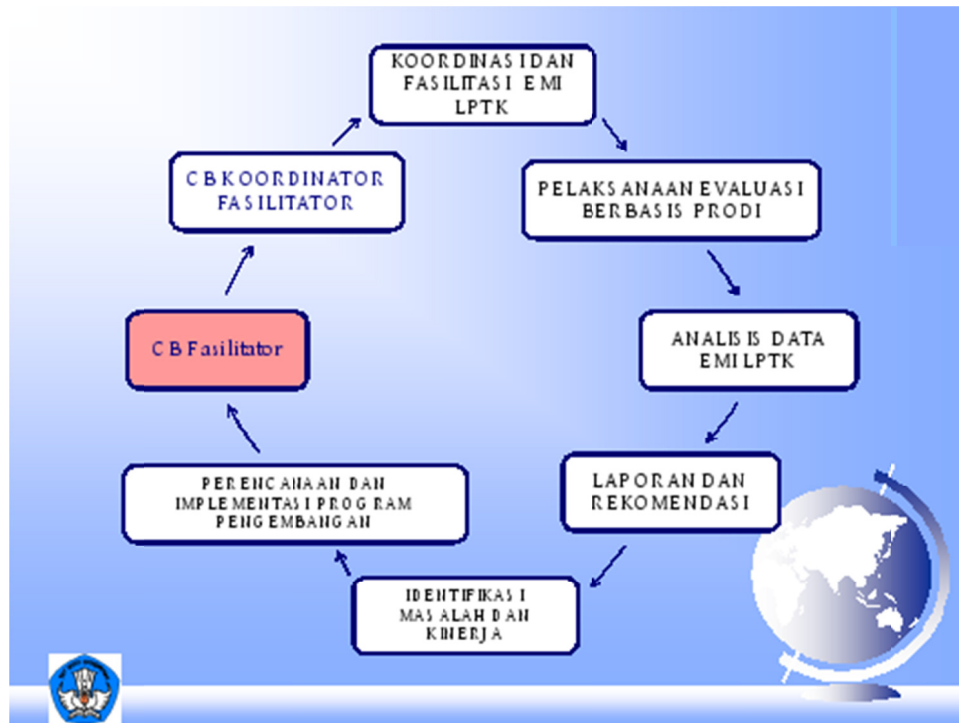 KOORDINASI DAN
FASILITASI EMI
LPTK
CB KOORDINATOR
FASILITATOR
PELAKSANAAN EVALUASI
BERBASIS PRODI
CB Fasilitator
ANALISIS DATA
EMI LPTK
PERENCANAAN DAN
IMPLEMENTASI PROGRAM
PENGEMBANGAN
LAPORAN DAN
REKOMENDASI
IDENTIFIKASI
MASALAH DAN
KINERJA